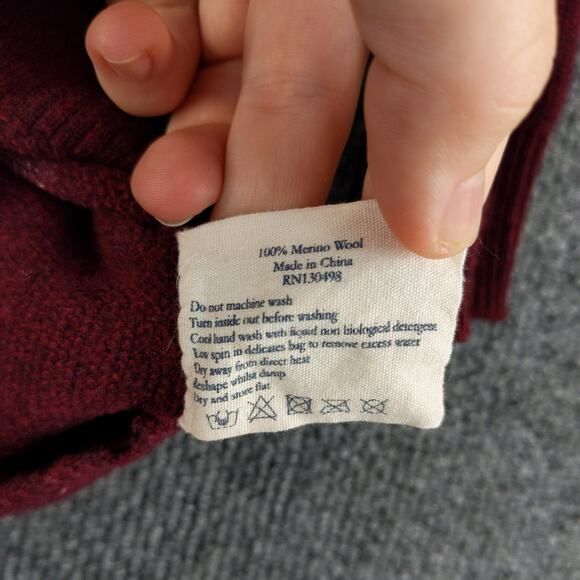 100% Merino Wool
Made in China
RN130498
Do not machine wash
Turn inside out before washing
Cool hand wash with liquid non biological detergent
Low spin in delicates bag to remove excess water
Dry away from direct heat
Reshape whilst damp
Dry and store flat